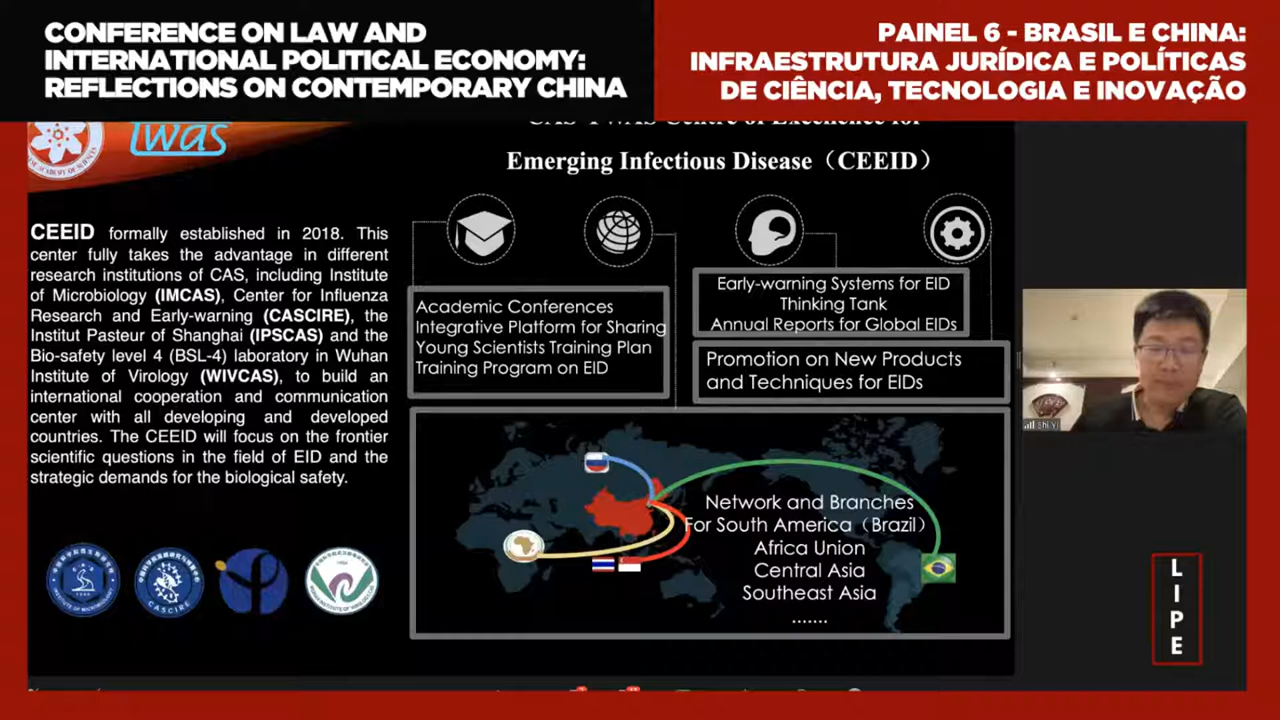 CONFERENCE ON LAW AND
INTERNATIONAL POLITICAL ECONOMY:
REFLECTIONS ON CONTEMPORARY CHINA
PAINEL 6 - BRASIL E CHINA:
INFRAESTRUTURA JURÍDICA E POLÍTICAS
DE CIÊNCIA, TECNOLOGIA E INOVAÇÃO
twas
CAS-TWAS Centre of Excellence for
Emerging Infectious Disease（CEEID）
CEEID formally established in 2018. This
center fully takes the advantage in different
research institutions of CAS, including Institute
of Microbiology (IMCAS), Center for Influenza
Research and Early-warning (CASCIRE), the
Institut Pasteur of Shanghai (IPSCAS) and the
Bio-safety level 4 (BSL-4) laboratory in Wuhan
Institute of Virology (WIVCAS), to build an
international cooperation and communication
center with all developing and developed
countries. The CEEID will focus on the frontier
scientific questions in the field of EID and the
strategic demands for the biological safety.
Academic Conferences
Integrative Platform for Sharing
Young Scientists Training Plan
Training Program on EID
Early-warning Systems for EID
Thinking Tank
Annual Reports for Global EIDs
Promotion on New Products
and Techniques for EIDs
Network and Branches
For South America（Brazil）
Africa Union
Central Asia
Southeast Asia
.......
CASCIRE
Shi Yi
L
I
P
E